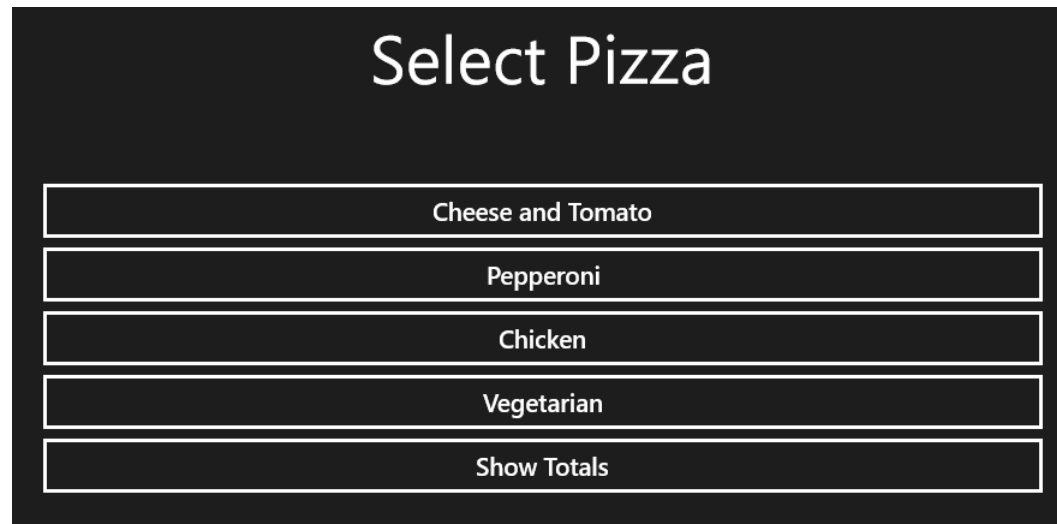 Select Pizza
Cheese and Tomato
Pepperoni
Chicken
Vegetarian
Show Totals